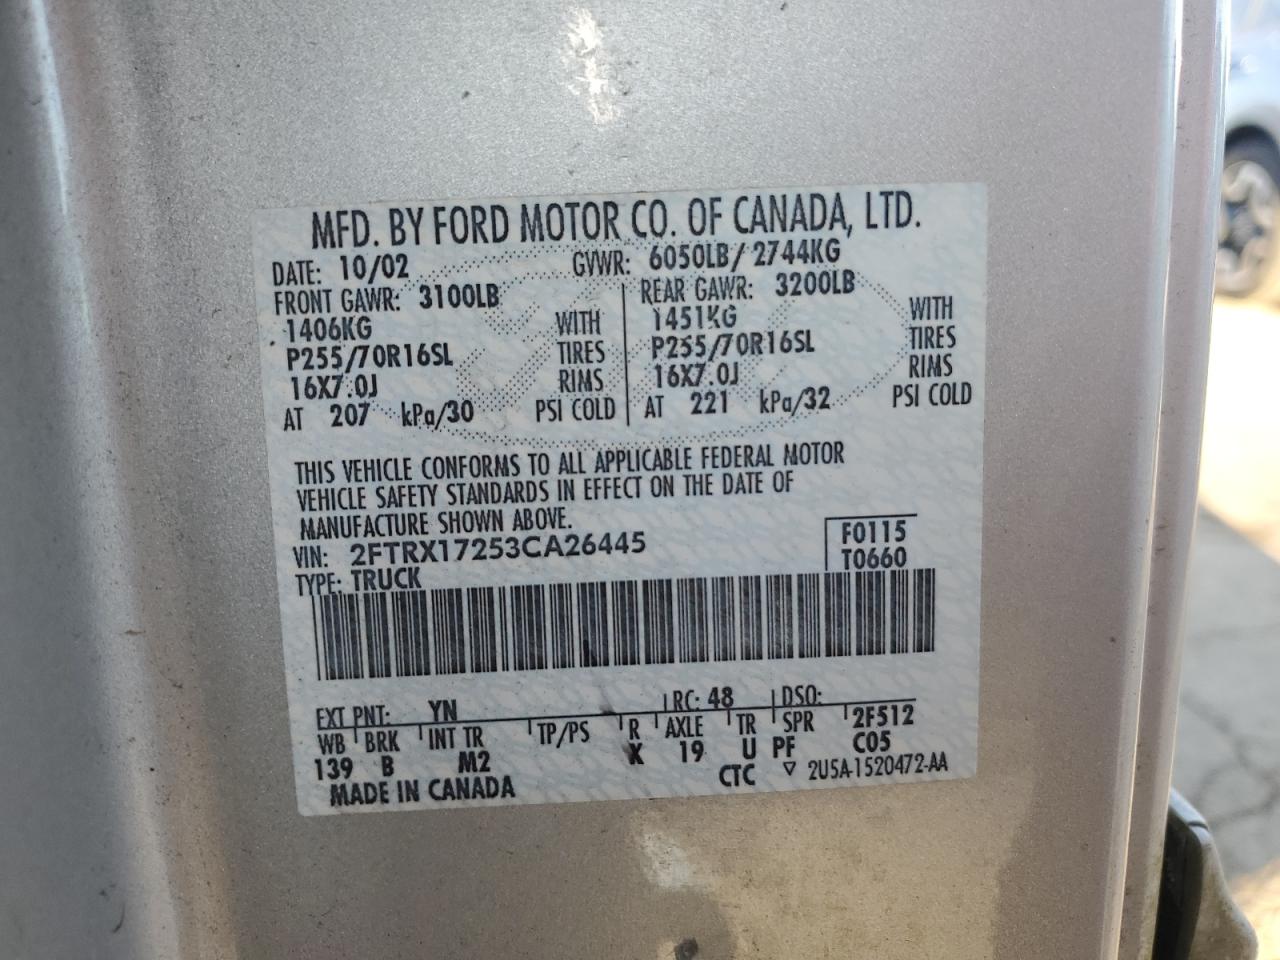 MFD. BY FORD MOTOR CO. OF CANADA, LTD.
DATE: 10/02 GVWR: 6050LB/ 2744KG
FRONT GAWR: 3100LB REAR GAWR: 3200LB
1406KG WITH 1451KG WITH
P255/70R16SL TIRES P255/70R16SL TIRES
16X7.0J RIMS 16X7.0J RIMS
AT 207 kPa/30 PSI COLD AT 221 kPa/32 PSI COLD
THIS VEHICLE CONFORMS TO ALL APPLICABLE FEDERAL MOTOR
VEHICLE SAFETY STANDARDS IN EFFECT ON THE DATE OF
MANUFACTURE SHOWN ABOVE.
VIN: 2FTRX17253CA26445 F0115
TYPE: TRUCK T0660
EXT PNT: YN RC: 48 DSO:
WB BRK INT TR TP/PS R AXLE TR SPR 2F512
139 B M2 X 19 U PF C05
MADE IN CANADA CTC ▽ 2U5A-1520472-AA